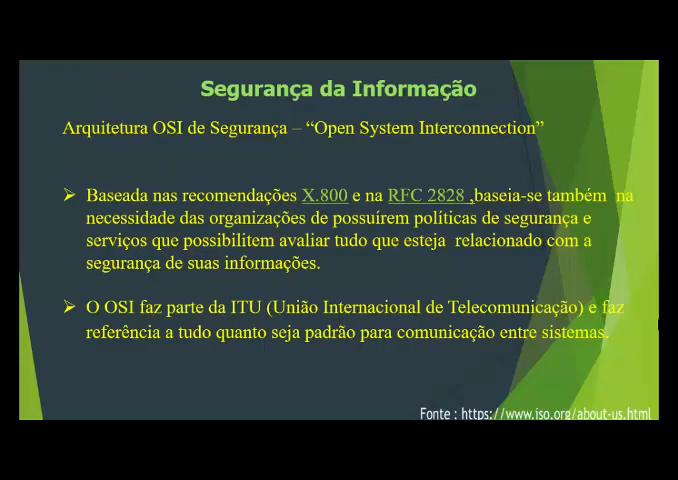 Segurança da Informação
Arquitetura OSI de Segurança – “Open System Interconnection”
➢ Baseada nas recomendações X.800 e na RFC 2828 ,baseia-se também na
necessidade das organizações de possuírem políticas de segurança e
serviços que possibilitem avaliar tudo que esteja relacionado com a
segurança de suas informações.
➢ O OSI faz parte da ITU (União Internacional de Telecomunicação) e faz
referência a tudo quanto seja padrão para comunicação entre sistemas.
Fonte : https://www.iso.org/about-us.html